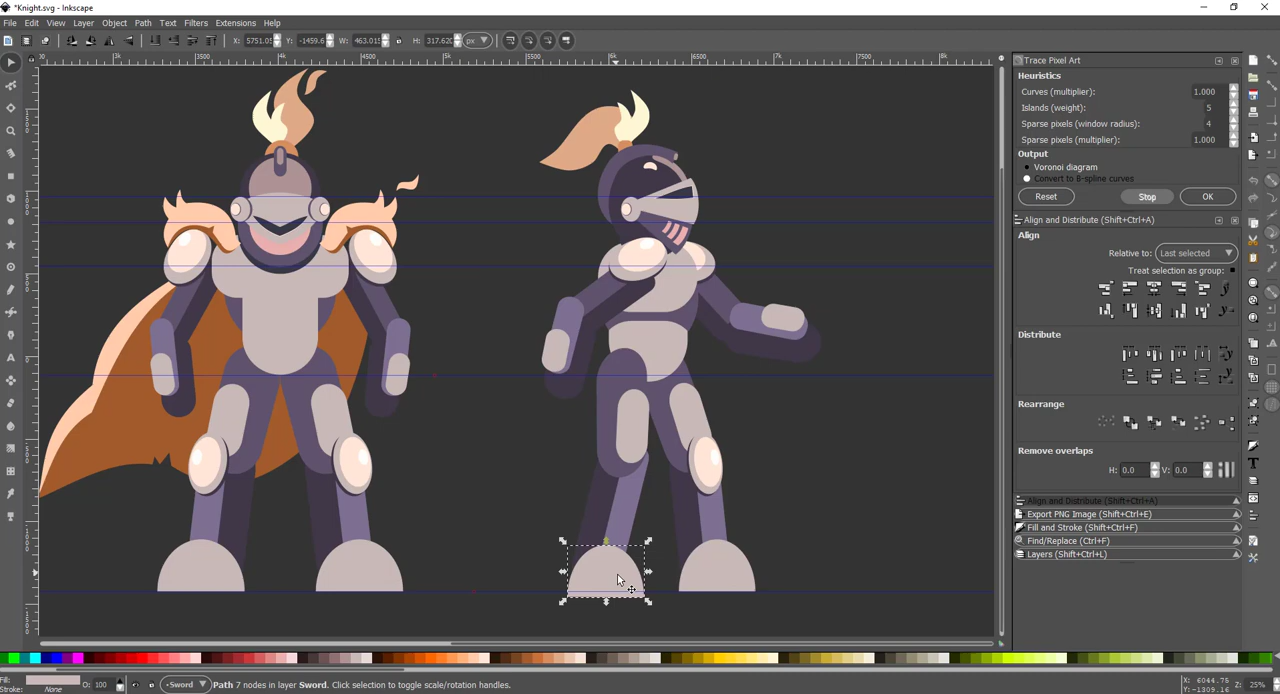 *Knight.svg - Inkscape
File Edit View Layer Object Path Text Filters Extensions Help
X: 5751.05 Y: -1459.6 W: 463.015 H: 317.620 px
Trace Pixel Art
Heuristics
Curves (multiplier): 1.000
Islands (weight): 5
Sparse pixels (window radius): 4
Sparse pixels (multiplier): 1.000
Output
Voronoi diagram
Convert to B-spline curves
Reset Stop OK
Align and Distribute (Shift+Ctrl+A)
Align
Relative to: Last selected
Treat selection as group:
Distribute
Rearrange
Remove overlaps
H: 0.0 V: 0.0
Align and Distribute (Shift+Ctrl+A)
Export PNG Image (Shift+Ctrl+E)
Fill and Stroke (Shift+Ctrl+F)
Find/Replace (Ctrl+F)
Layers (Shift+Ctrl+L)
Fill:
Stroke: None
O: 100
•Sword
Path 7 nodes in layer Sword. Click selection to toggle scale/rotation handles.
X: 6044.75
Y:-1309.16
Z: 25%